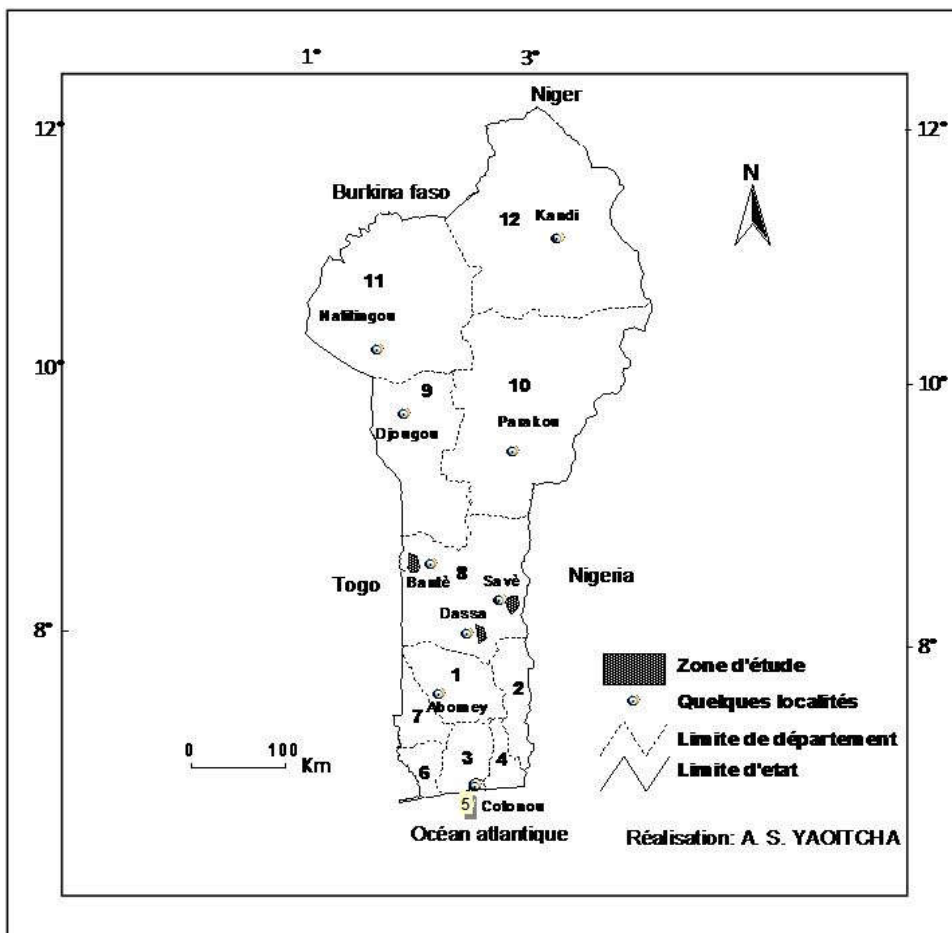 1° 3°
Niger
12° 12°
Burkina faso
N
12 Kandi
11
Natitingou
10° 10°
9 10
Parakou
Djougou
8
Bantè
Togo Savè Nigeria
Dassa
8° 8°
Zone d'étude
1
2
Quelques localités
Abomey
7
Limite de département
0 100
Km
3 4
6
Limite d'etat
5 Cotonou
Océan atlantique
Réalisation: A. S. YAOITCHA